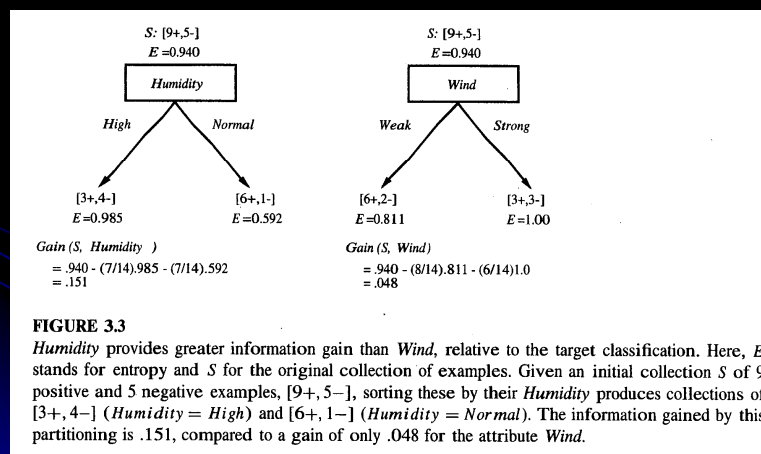 S: [9+,5-]
E =0.940
Humidity
High
Normal
[3+,4-]
E=0.985
[6+,1-]
E=0.592
Gain (S, Humidity )
= .940 - (7/14).985 - (7/14).592
= .151
S: [9+,5-]
E =0.940
Wind
Weak
Strong
[6+,2-]
E=0.811
[3+,3-]
E=1.00
Gain (S, Wind)
= .940 - (8/14).811 - (6/14)1.0
= .048
FIGURE 3.3
Humidity provides greater information gain than Wind, relative to the target classification. Here, E
stands for entropy and S for the original collection of examples. Given an initial collection S of 9
positive and 5 negative examples, [9+, 5−], sorting these by their Humidity produces collections of
[3+, 4−] (Humidity = High) and [6+, 1−] (Humidity = Normal). The information gained by this
partitioning is .151, compared to a gain of only .048 for the attribute Wind.